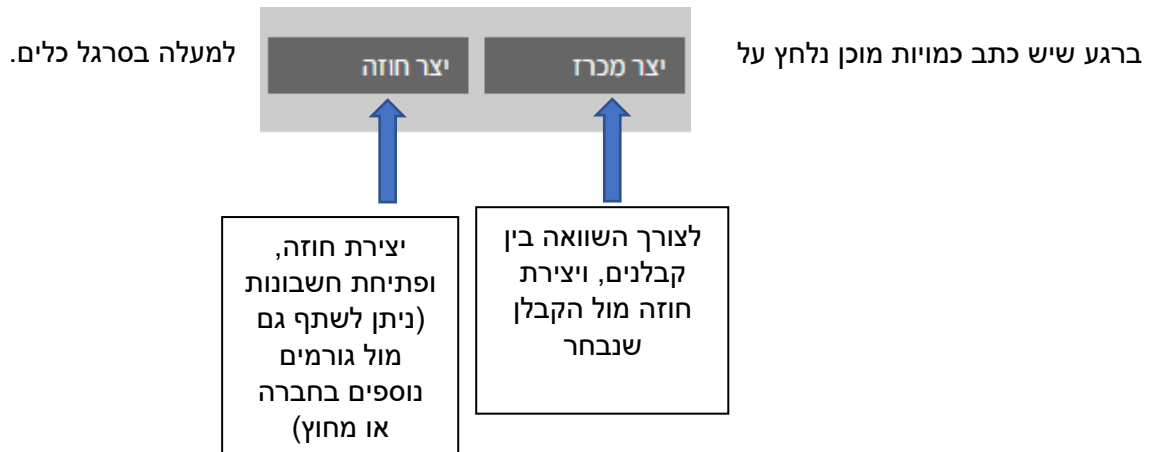 ברגע שיש כתב כמויות מוכן נלחץ על יצר מכרז יצר חוזה למעלה בסרגל כלים.
לצורך השוואה בין
קבלנים, ויצירת
חוזה מול הקבלן
שנבחר
יצירת חוזה,
ופתיחת חשבונות
(ניתן לשתף גם
מול גורמים
נוספים בחברה
או מחוץ)